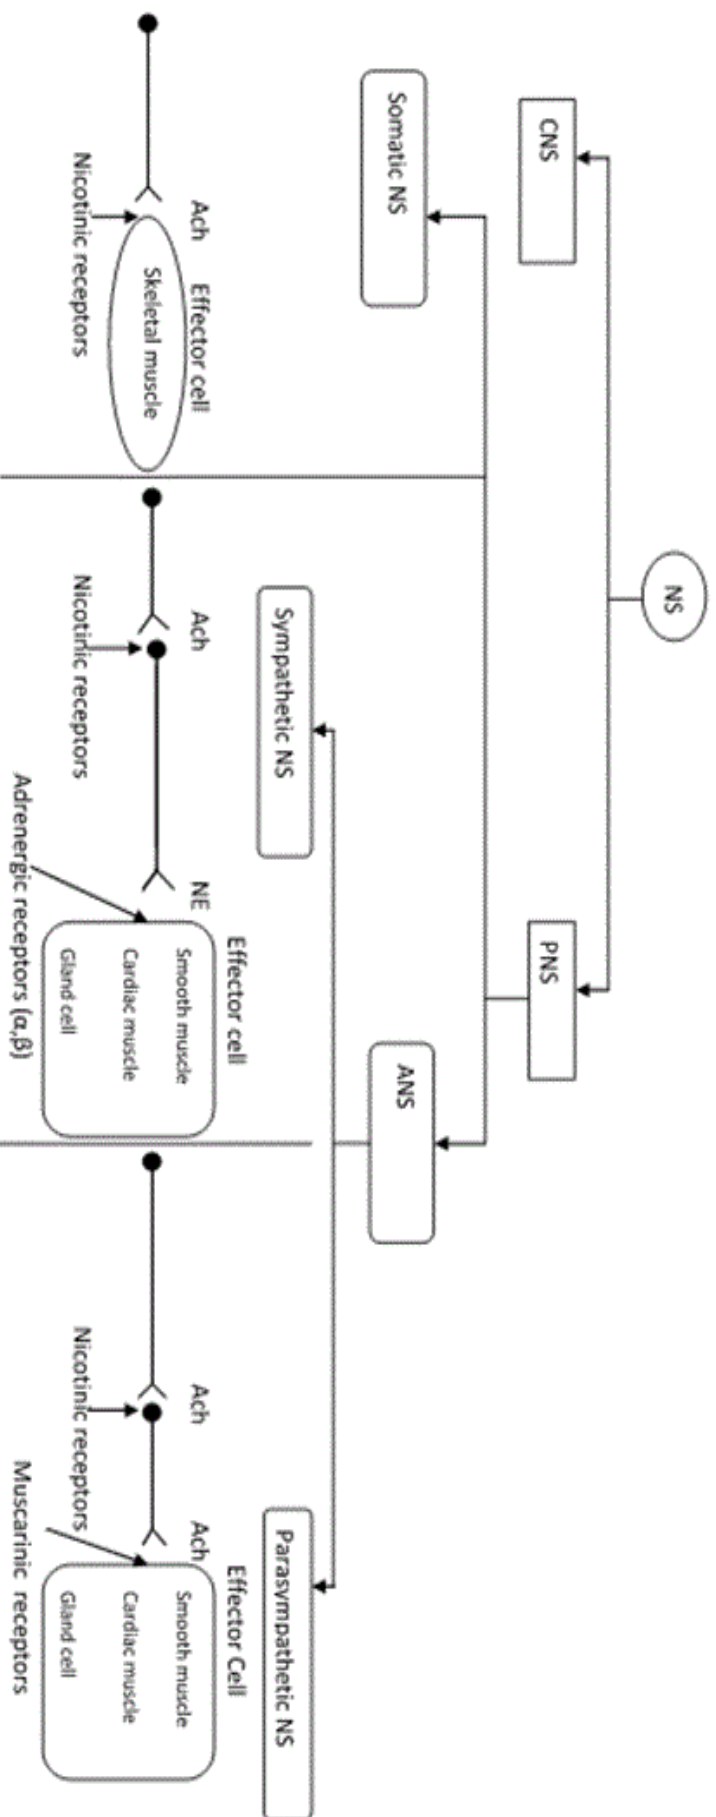 NS
CNS
PNS
Somatic NS
ANS
Sympathetic NS
Parasympathetic NS
Ach
Effector cell
Skeletal muscle
Nicotinic receptors
Ach
NE
Effector cell
Smooth muscle
Cardiac muscle
Gland cell
Nicotinic receptors
Adrenergic receptors (α,β)
Ach
Ach
Effector Cell
Smooth muscle
Cardiac muscle
Gland cell
Nicotinic receptors
Muscarinic receptors